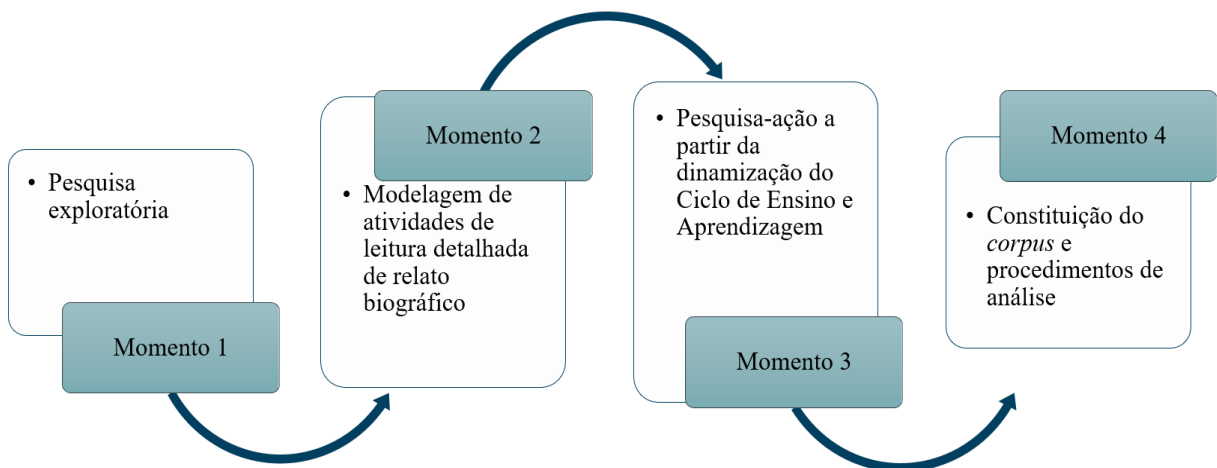 • Pesquisa
exploratória
Momento 1
Momento 2
• Modelagem de
atividades de
leitura detalhada
de relato
biográfico
• Pesquisa-ação a
partir da
dinamização do
Ciclo de Ensino e
Aprendizagem
Momento 3
Momento 4
• Constituição do
corpus e
procedimentos de
análise